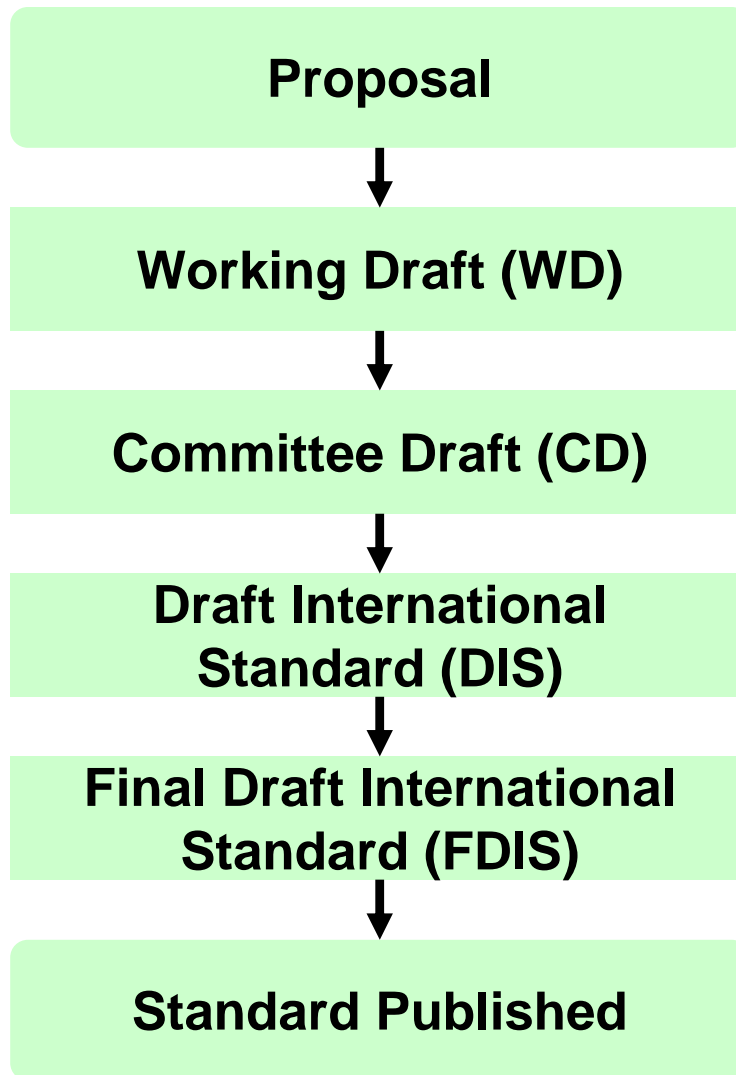 Proposal
Working Draft (WD)
Committee Draft (CD)
Draft International
Standard (DIS)
Final Draft International
Standard (FDIS)
Standard Published